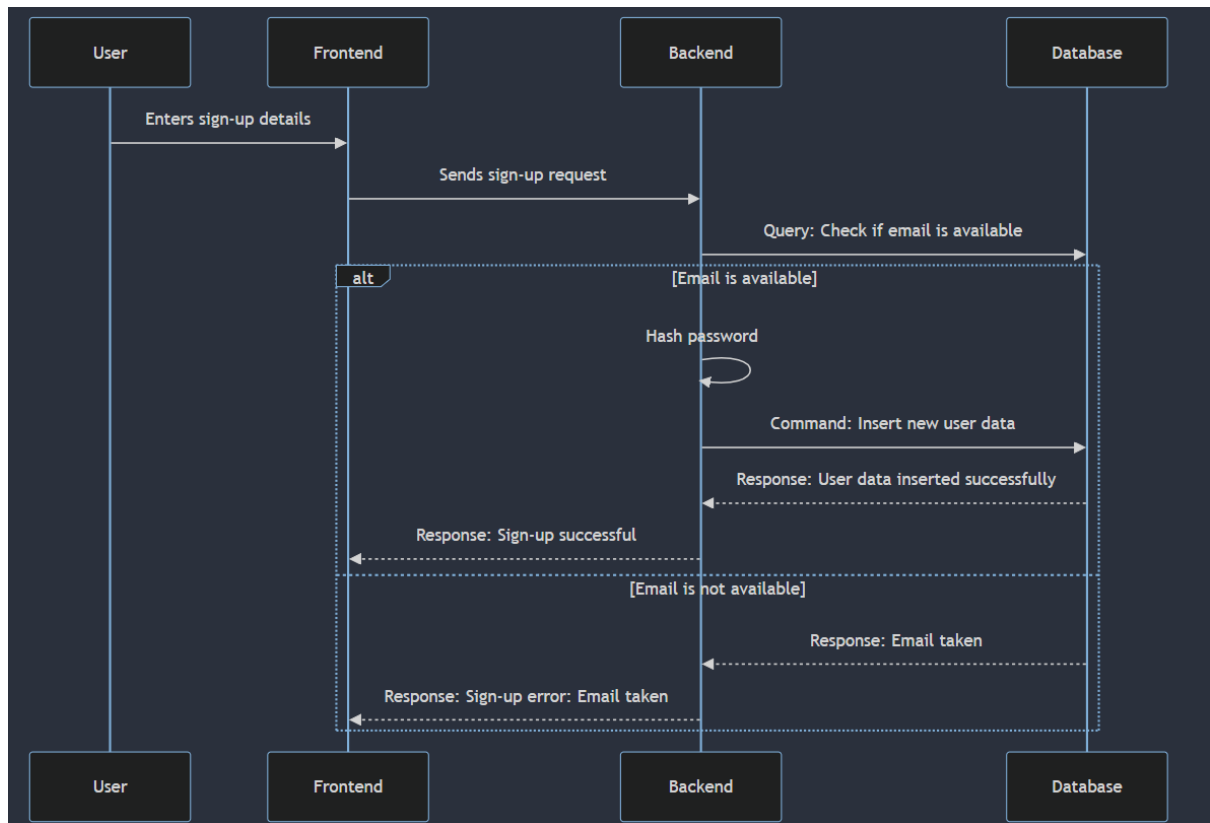 User Frontend Backend Database
Enters sign-up details
Sends sign-up request
Query: Check if email is available
alt [Email is available]
Hash password
Command: Insert new user data
Response: User data inserted successfully
Response: Sign-up successful
[Email is not available]
Response: Email taken
Response: Sign-up error: Email taken
User Frontend Backend Database